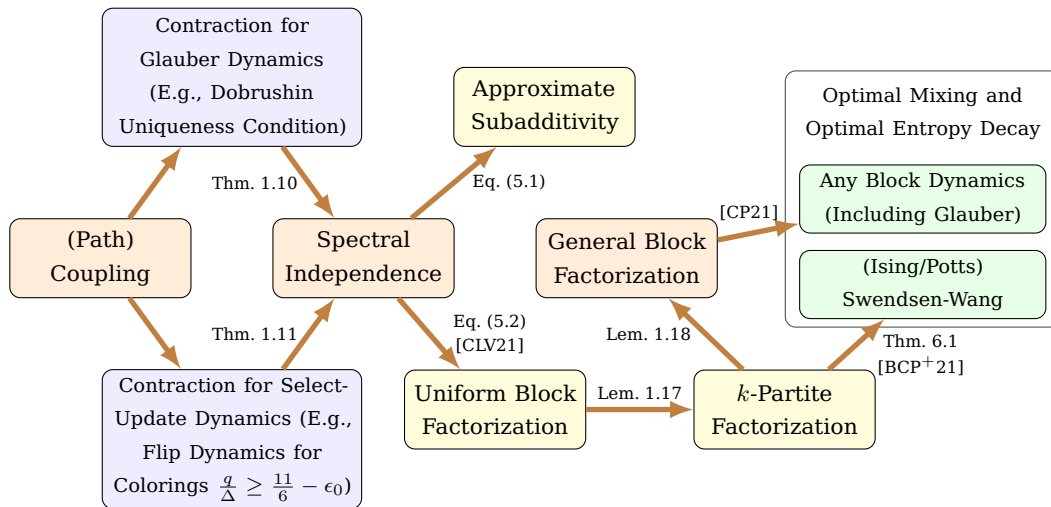 Contraction for
Glauber Dynamics
(E.g., Dobrushin
Uniqueness Condition)
Approximate
Subadditivity
Optimal Mixing and
Optimal Entropy Decay
Thm. 1.10
Eq. (5.1)
Any Block Dynamics
(Including Glauber)
[CP21]
(Path)
Coupling
Spectral
Independence
General Block
Factorization
(Ising/Potts)
Swendsen-Wang
Thm. 1.11
Eq. (5.2)
[CLV21]
Lem. 1.18
Thm. 6.1
[BCP⁺21]
Contraction for Select-
Update Dynamics (E.g.,
Flip Dynamics for
Colorings q/Δ ≥ 11/6 − ϵ₀)
Uniform Block
Factorization
Lem. 1.17
k-Partite
Factorization